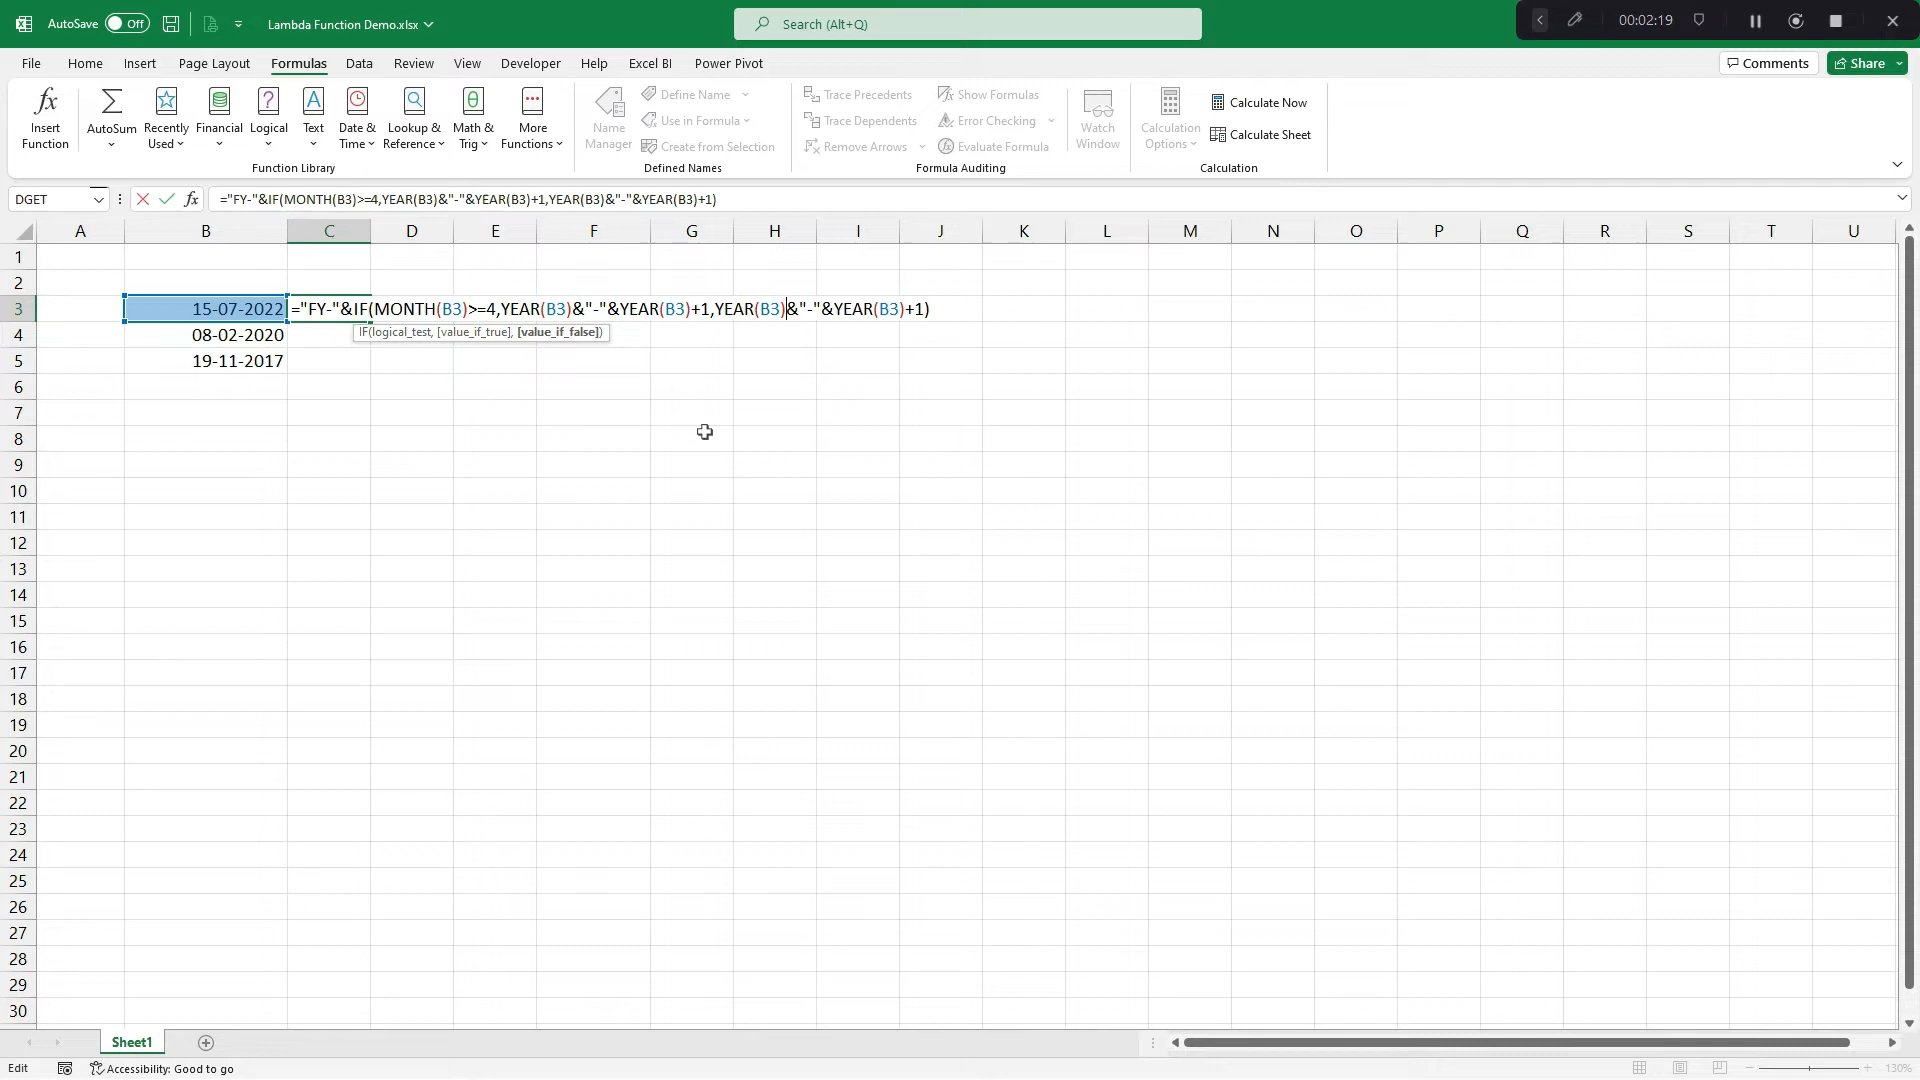 AutoSave Off Lambda Function Demo.xlsx Search (Alt+Q) 00:02:19
File Home Insert Page Layout Formulas Data Review View Developer Help Excel BI Power Pivot Comments Share
fx Insert Function
AutoSum
Recently Used
Financial
Logical
Text
Date & Time
Lookup & Reference
Math & Trig
More Functions
Function Library
Name Manager
Define Name
Use in Formula
Create from Selection
Defined Names
Trace Precedents
Trace Dependents
Remove Arrows
Show Formulas
Error Checking
Evaluate Formula
Formula Auditing
Watch Window
Calculation Options
Calculate Now
Calculate Sheet
Calculation
DGET fx ="FY-"&IF(MONTH(B3)>=4,YEAR(B3)&"-"&YEAR(B3)+1,YEAR(B3)&"-"&YEAR(B3)+1)
A B C D E F G H I J K L M N O P Q R S T U
1
2
3 15-07-2022 ="FY-"&IF(MONTH(B3)>=4,YEAR(B3)&"-"&YEAR(B3)+1,YEAR(B3)&"-"&YEAR(B3)+1)
IF(logical_test, [value_if_true], [value_if_false])
4 08-02-2020
5 19-11-2017
6
7
8
9
10
11
12
13
14
15
16
17
18
19
20
21
22
23
24
25
26
27
28
29
30
Sheet1
Edit Accessibility: Good to go 130%